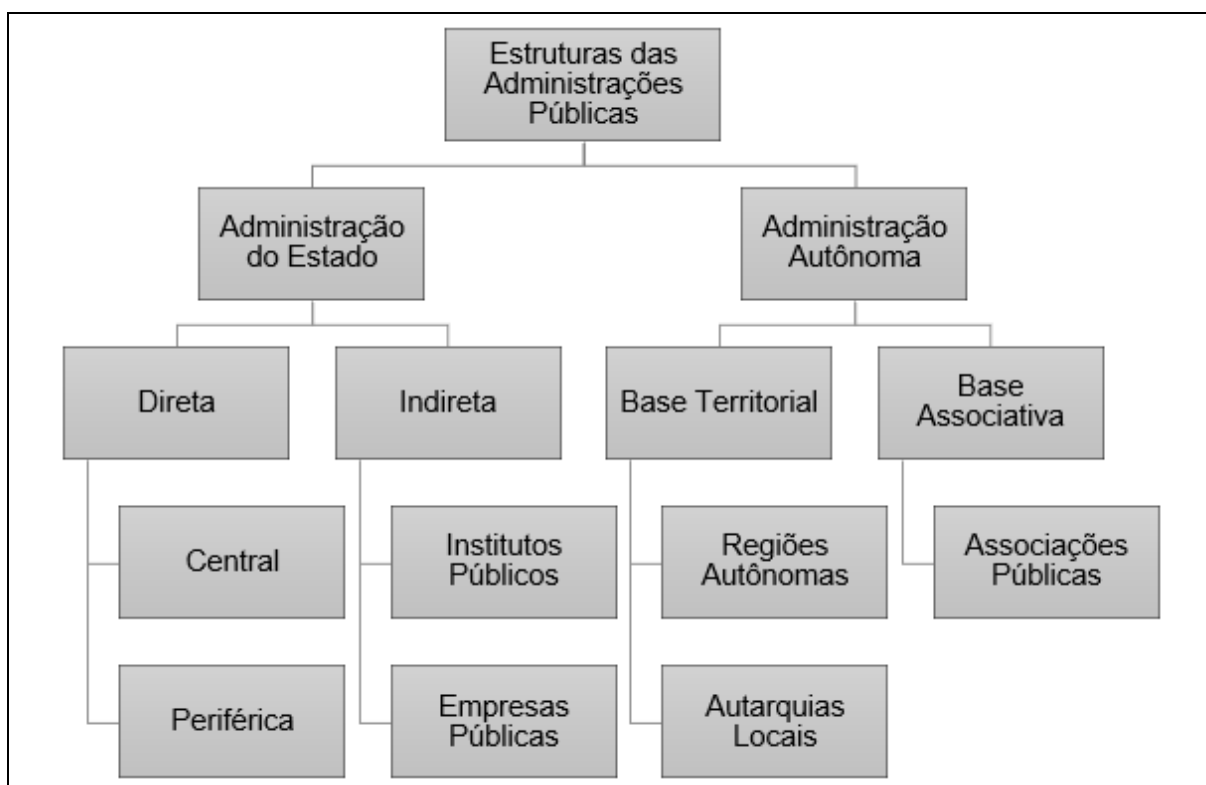 Estruturas das
Administrações
Públicas
Administração
do Estado
Administração
Autônoma
Direta
Indireta
Base Territorial
Base
Associativa
Central
Institutos
Públicos
Regiões
Autônomas
Associações
Públicas
Periférica
Empresas
Públicas
Autarquias
Locais